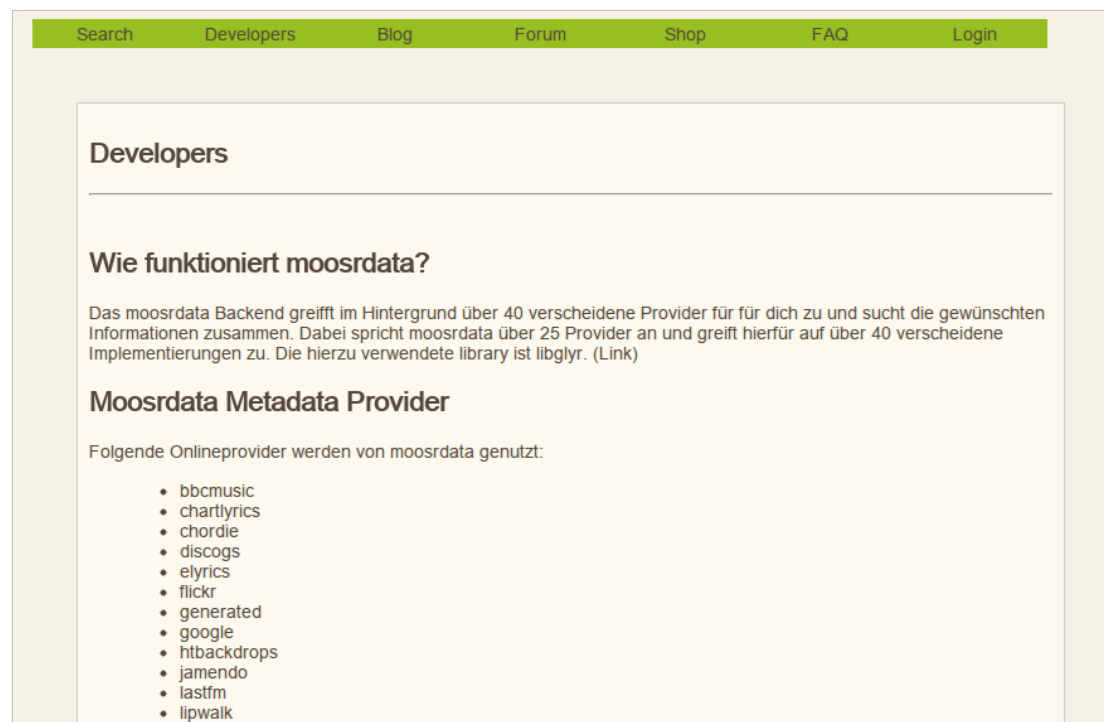 Search Developers Blog Forum Shop FAQ Login
Developers
Wie funktioniert moosrdata?
Das moosrdata Backend greifft im Hintergrund über 40 verscheidene Provider für für dich zu und sucht die gewünschten
Informationen zusammen. Dabei spricht moosrdata über 25 Provider an und greift hierfür auf über 40 verscheidene
Implementierungen zu. Die hierzu verwendete library ist libglyr. (Link)
Moosrdata Metadata Provider
Folgende Onlineprovider werden von moosrdata genutzt:
• bbcmusic
• chartlyrics
• chordie
• discogs
• elyrics
• flickr
• generated
• google
• htbackdrops
• jamendo
• lastfm
• lipwalk